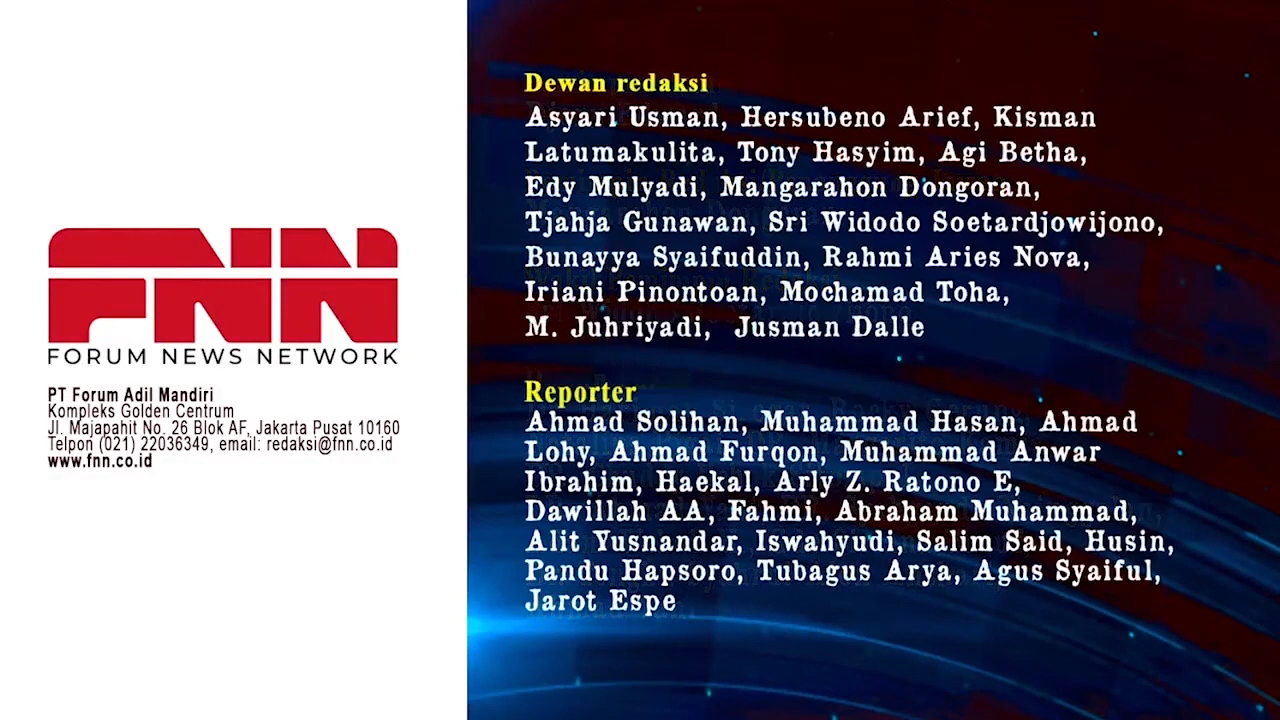 FNN
FORUM NEWS NETWORK
PT Forum Adil Mandiri
Kompleks Golden Centrum
Jl. Majapahit No. 26 Blok AF, Jakarta Pusat 10160
Telpon (021) 22036349, email: redaksi@fnn.co.id
www.fnn.co.id
Dewan redaksi
Asyari Usman, Hersubeno Arief, Kisman
Latumakulita, Tony Hasyim, Agi Betha,
Edy Mulyadi, Mangarahon Dongoran,
Tjahja Gunawan, Sri Widodo Soetardjowijono,
Bunayya Syaifuddin, Rahmi Aries Nova,
Iriani Pinontoan, Mochamad Toha,
M. Juhriyadi, Jusman Dalle
Reporter
Ahmad Solihan, Muhammad Hasan, Ahmad
Lohy, Ahmad Furqon, Muhammad Anwar
Ibrahim, Haekal, Arly Z. Ratono E,
Dawillah AA, Fahmi, Abraham Muhammad,
Alit Yusnandar, Iswahyudi, Salim Said, Husin,
Pandu Hapsoro, Tubagus Arya, Agus Syaiful,
Jarot Espe